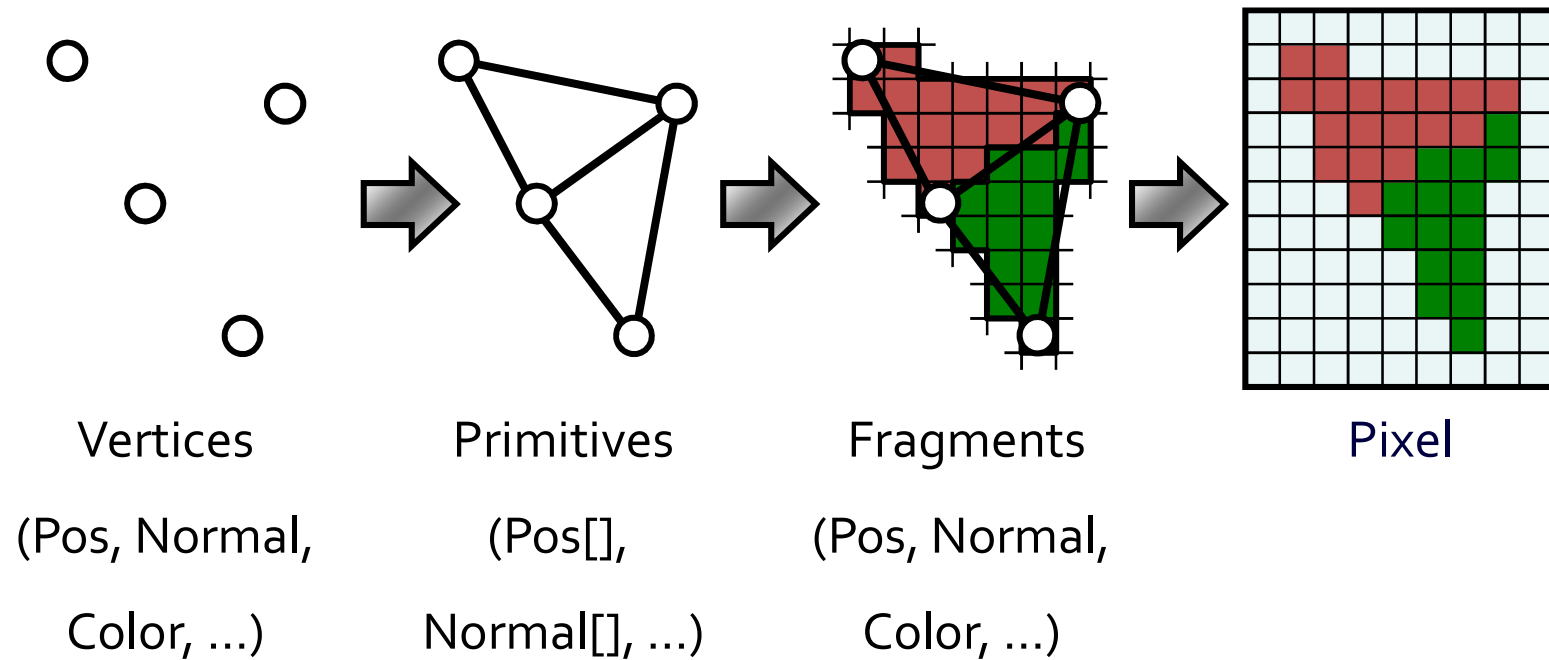 Vertices
(Pos, Normal,
Color, ...)
Primitives
(Pos[],
Normal[], ...)
Fragments
(Pos, Normal,
Color, ...)
Pixel